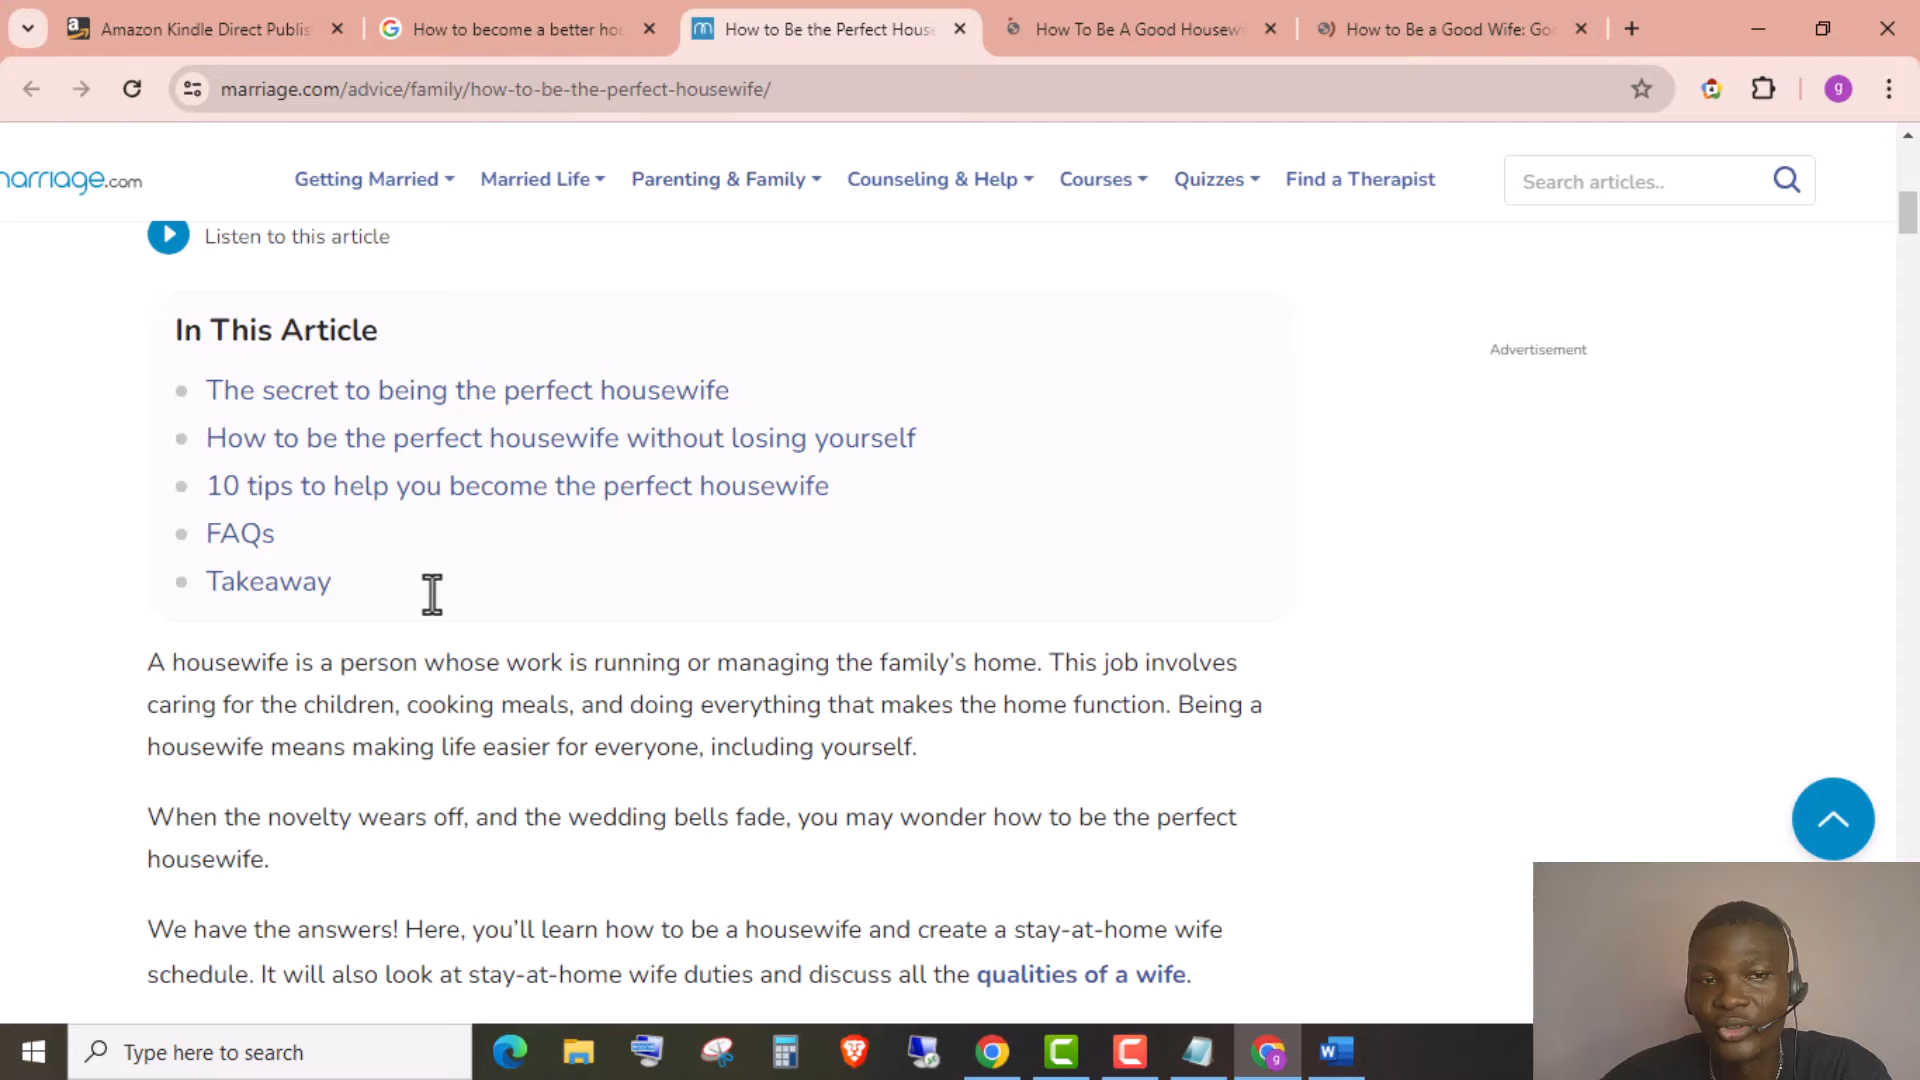 Amazon Kindle Direct Publis
How to become a better hou
How to Be the Perfect House
How To Be A Good Housew
How to Be a Good Wife: Go
marriage.com/advice/family/how-to-be-the-perfect-housewife/
g
marriage.com
Getting Married
Married Life
Parenting & Family
Counseling & Help
Courses
Quizzes
Find a Therapist
Search articles..
Listen to this article
In This Article
Advertisement
The secret to being the perfect housewife
How to be the perfect housewife without losing yourself
10 tips to help you become the perfect housewife
FAQs
Takeaway
A housewife is a person whose work is running or managing the family's home. This job involves
caring for the children, cooking meals, and doing everything that makes the home function. Being a
housewife means making life easier for everyone, including yourself.
When the novelty wears off, and the wedding bells fade, you may wonder how to be the perfect
housewife.
We have the answers! Here, you'll learn how to be a housewife and create a stay-at-home wife
schedule. It will also look at stay-at-home wife duties and discuss all the qualities of a wife.
Type here to search